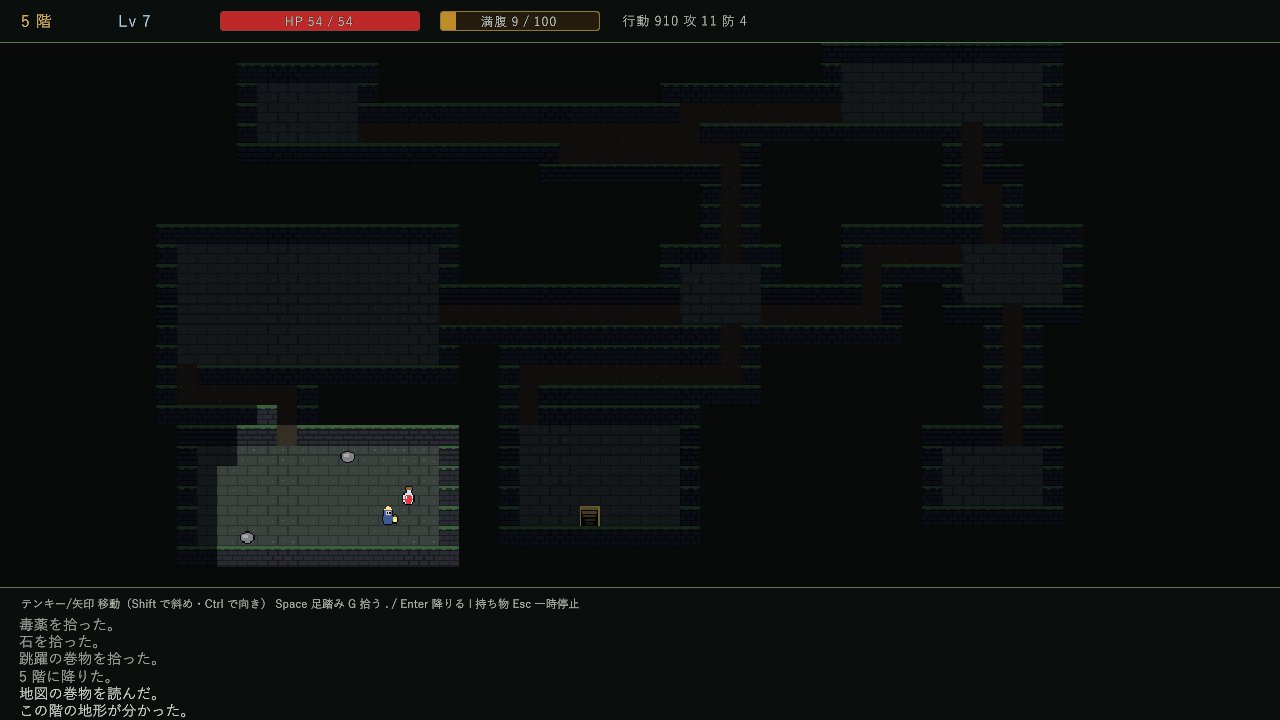 5 階 Lv 7 HP 54 / 54 満腹 9 / 100 行動 910 攻 11 防 4
テンキー/矢印 移動（Shift で斜め・Ctrl で向き） Space 足踏み G 拾う . / Enter 降りる I 持ち物 Esc 一時停止
毒薬を拾った。
石を拾った。
跳躍の巻物を拾った。
5 階に降りた。
地図の巻物を読んだ。
この階の地形が分かった。